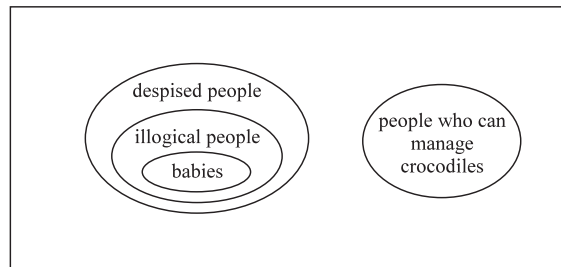 despised people
illogical people
babies
people who can
manage
crocodiles